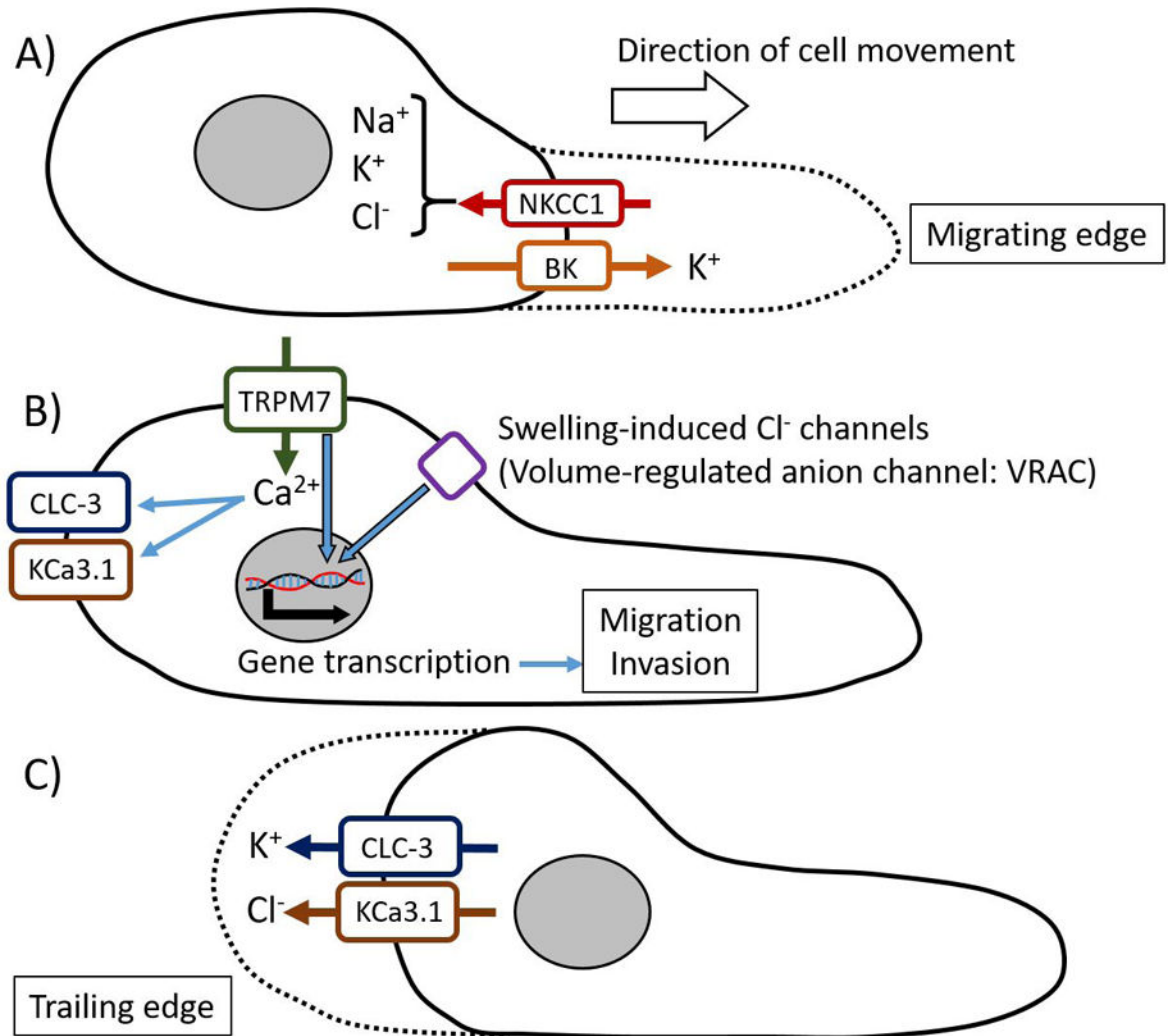 A)
Direction of cell movement
Na⁺
K⁺
Cl⁻
NKCC1
BK
K⁺
Migrating edge
B)
TRPM7
Swelling-induced Cl⁻ channels
(Volume-regulated anion channel: VRAC)
CLC-3
Ca²⁺
KCa3.1
Gene transcription
Migration
Invasion
C)
K⁺
CLC-3
Cl⁻
KCa3.1
Trailing edge